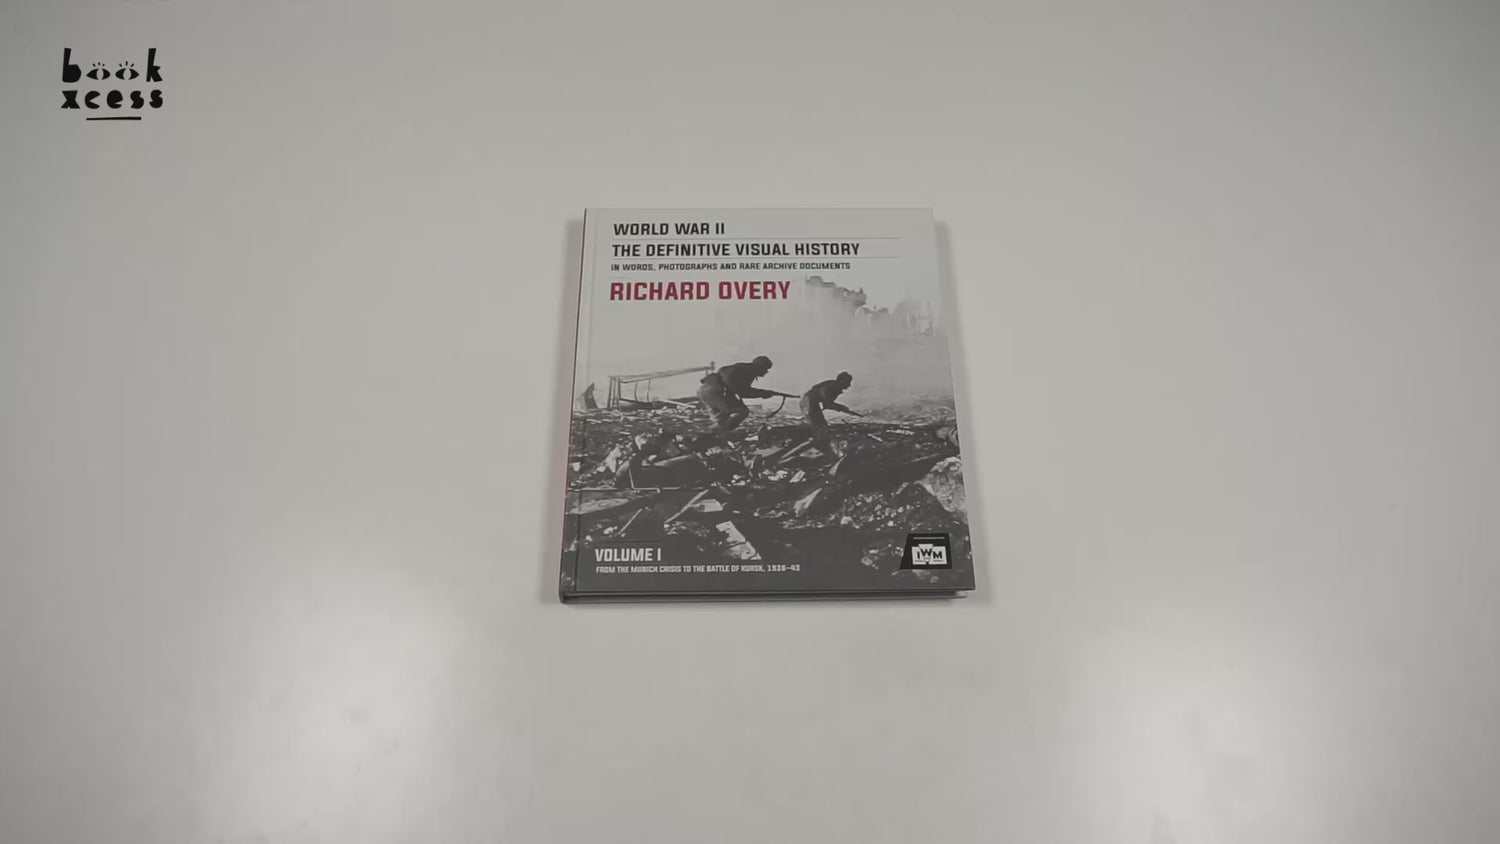 book
xcess
WORLD WAR II
THE DEFINITIVE VISUAL HISTORY
IN WORDS, PHOTOGRAPHS AND RARE ARCHIVE DOCUMENTS
RICHARD OVERY
VOLUME I
FROM THE MUNICH CRISIS TO THE BATTLE OF KURSK, 1938–43
IWM